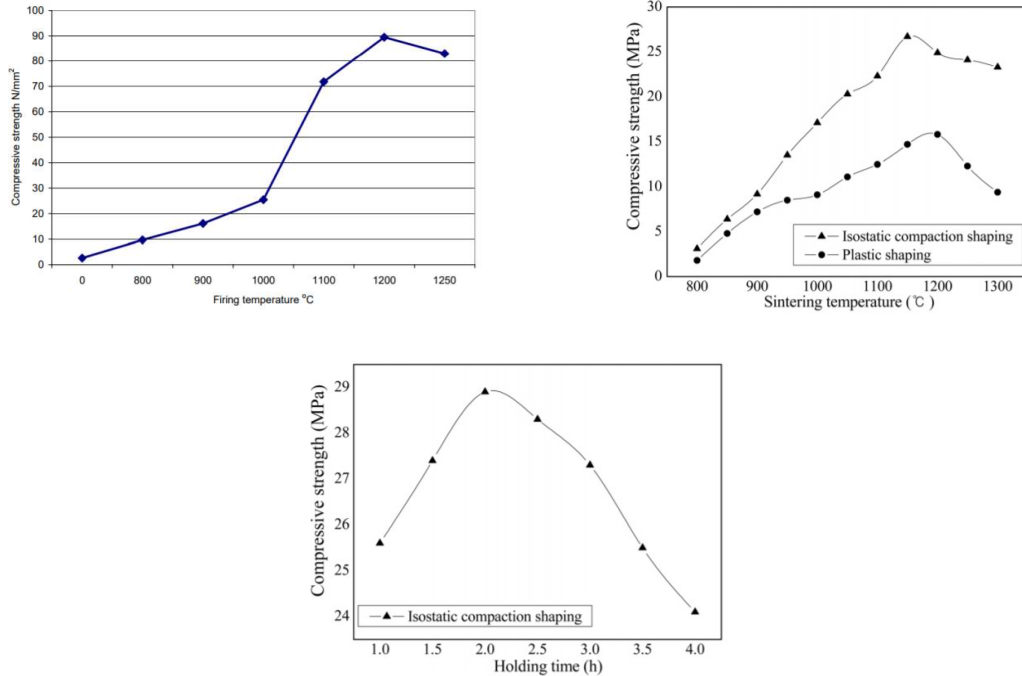 100
90
80
70
60
50
40
30
20
10
0
Compressive strength N/mm²
0 800 900 1000 1100 1200 1250
Firing temperature °C
30
25
20
15
10
5
0
Compressive strength (MPa)
Isostatic compaction shaping
Plastic shaping
800 900 1000 1100 1200 1300
Sintering temperature (℃)
29
28
27
26
25
24
Compressive strength (MPa)
Isostatic compaction shaping
1.0 1.5 2.0 2.5 3.0 3.5 4.0
Holding time (h)